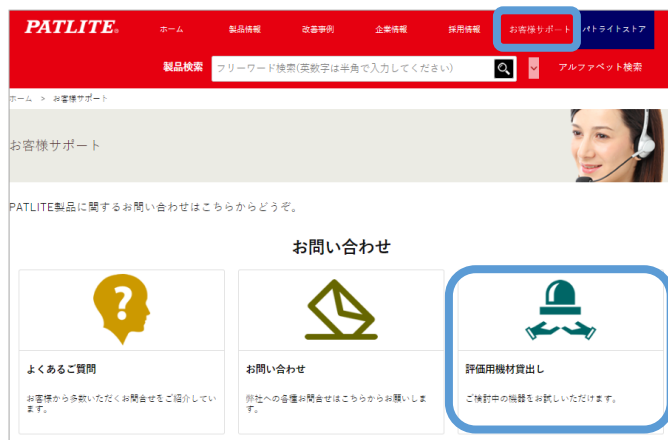 PATLITE® ホーム 製品情報 改善事例 企業情報 採用情報 お客様サポート パトライトストア
製品検索 フリーワード検索(英数字は半角で入力してください) アルファベット検索
ホーム > お客様サポート
お客様サポート
PATLITE製品に関するお問い合わせはこちらからどうぞ。
お問い合わせ
?
よくあるご質問
お客様から多数いただくお問合せをご紹介してい
ます。
お問い合わせ
弊社への各種お問合せはこちらからお願いしま
す。
評価用機材貸出し
ご検討中の機器をお試しいただけます。